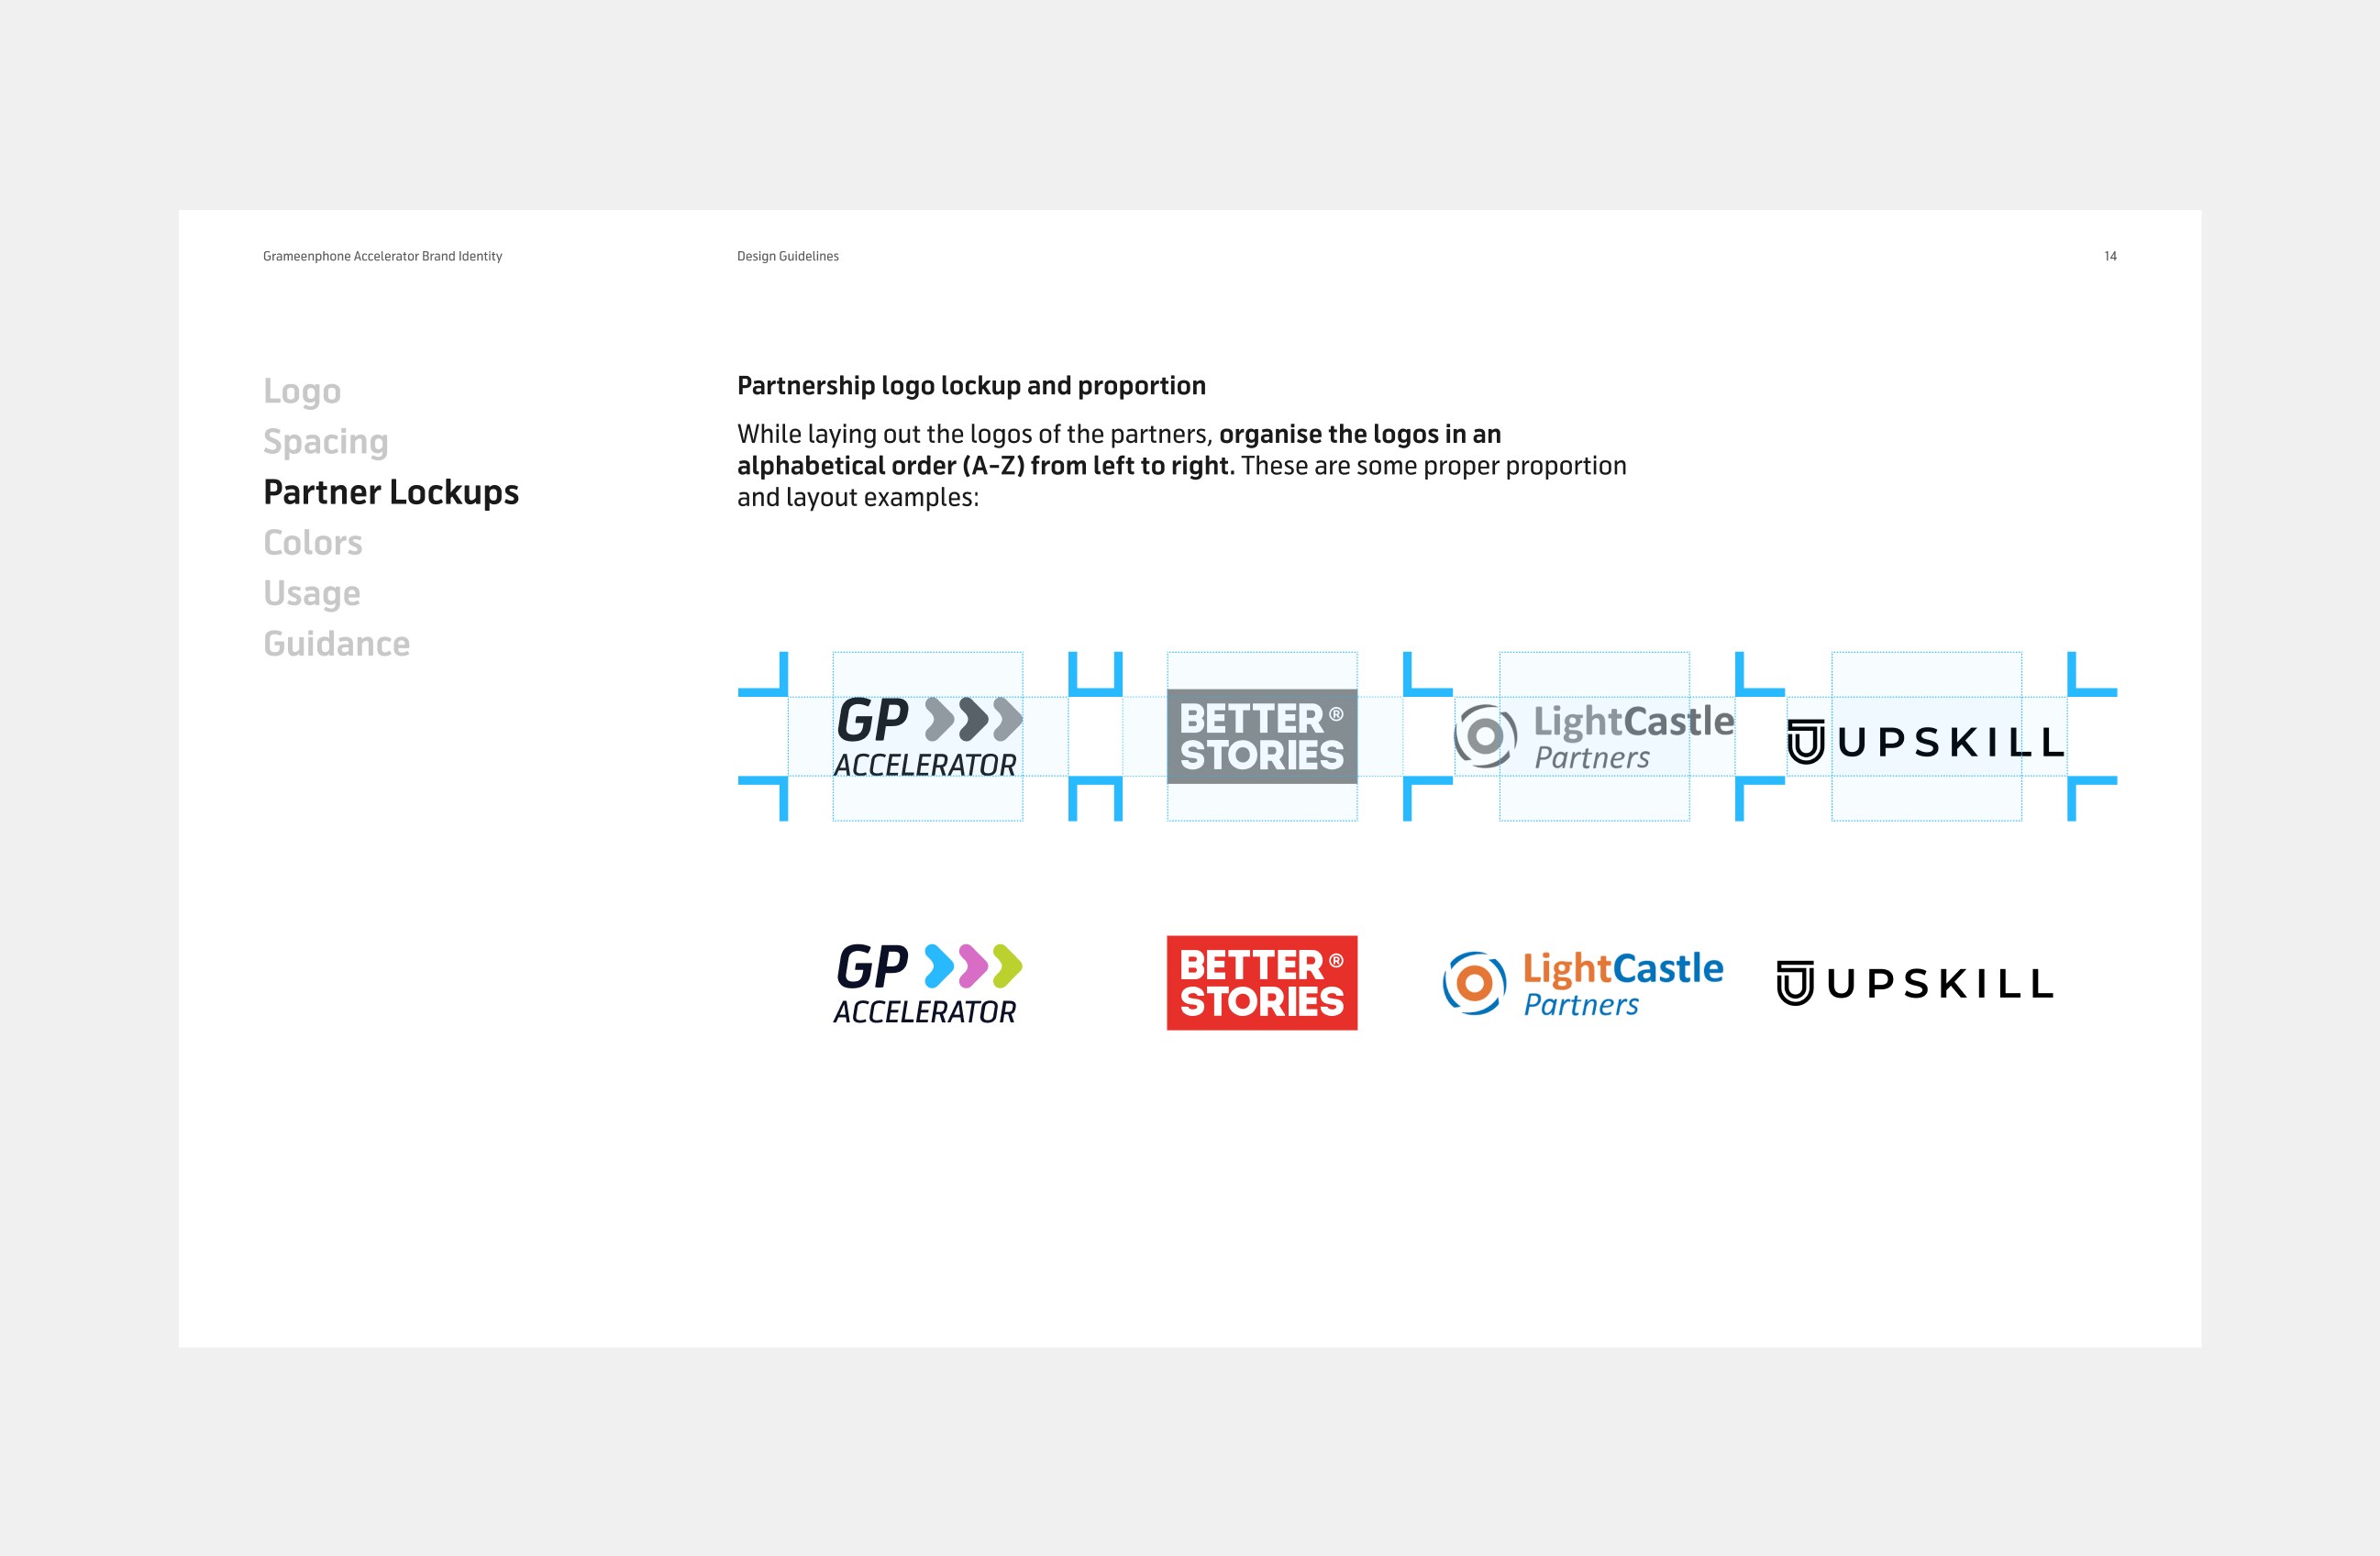 Grameenphone Accelerator Brand Identity
Design Guidelines
14
Logo
Spacing
Partner Lockups
Colors
Usage
Guidance
Partnership logo lockup and proportion
While laying out the logos of the partners, organise the logos in an
alphabetical order (A-Z) from left to right. These are some proper proportion
and layout examples:
GP
ACCELERATOR
BETTER®
STORIES
LightCastle
Partners
UPSKILL
GP
ACCELERATOR
BETTER®
STORIES
LightCastle
Partners
UPSKILL